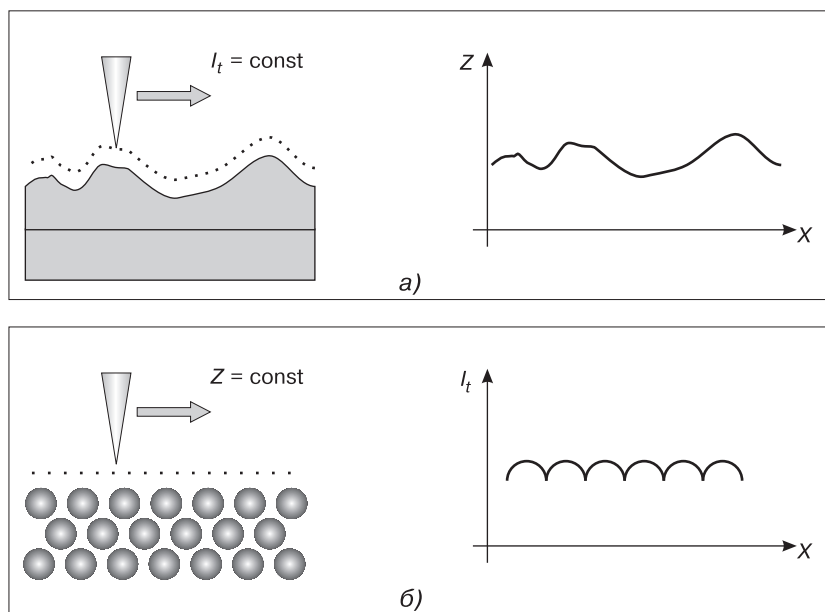 I_t = const
Z
X
а)
Z = const
I_t
X
б)